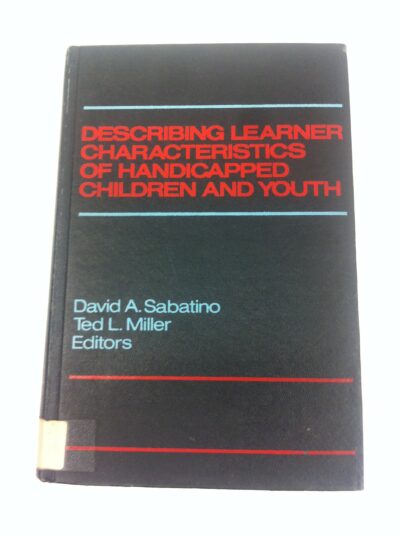 DESCRIBING LEARNER
CHARACTERISTICS
OF HANDICAPPED
CHILDREN AND YOUTH
David A. Sabatino
Ted L. Miller
Editors